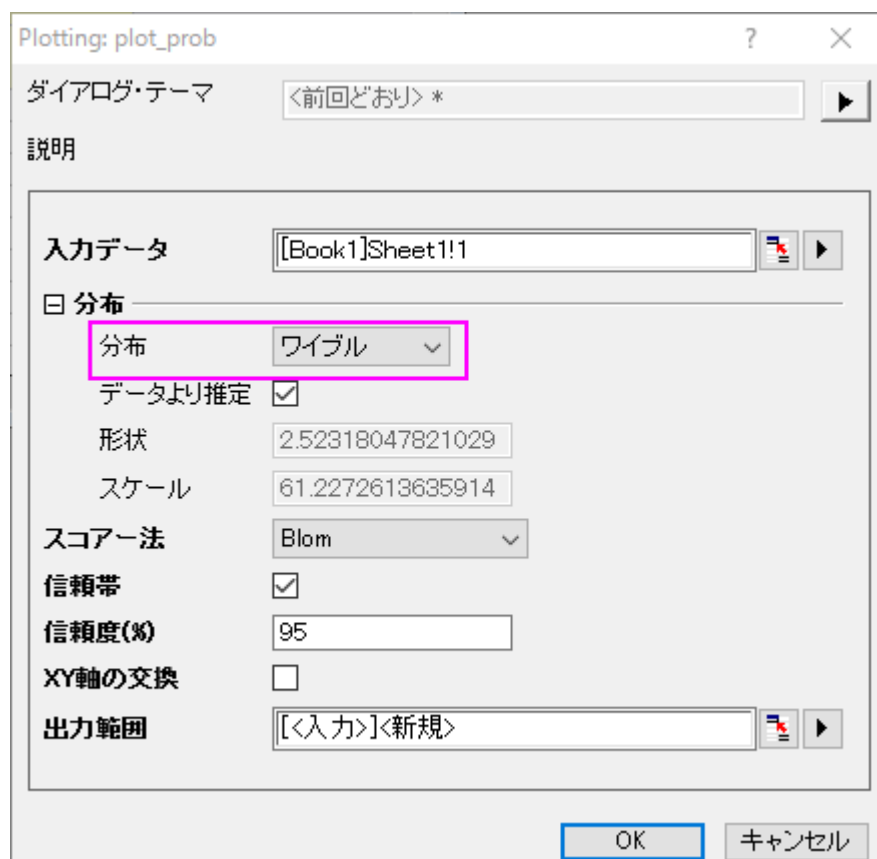 Plotting: plot_prob ?
ダイアログ・テーマ <前回どおり> *
説明
入力データ [Book1]Sheet1!1
分布
分布 ワイブル
データより推定
形状 2.52318047821029
スケール 61.2272613635914
スコアー法 Blom
信頼帯
信頼度(%) 95
XY軸の交換
出力範囲 [<入力>]<新規>
OK キャンセル